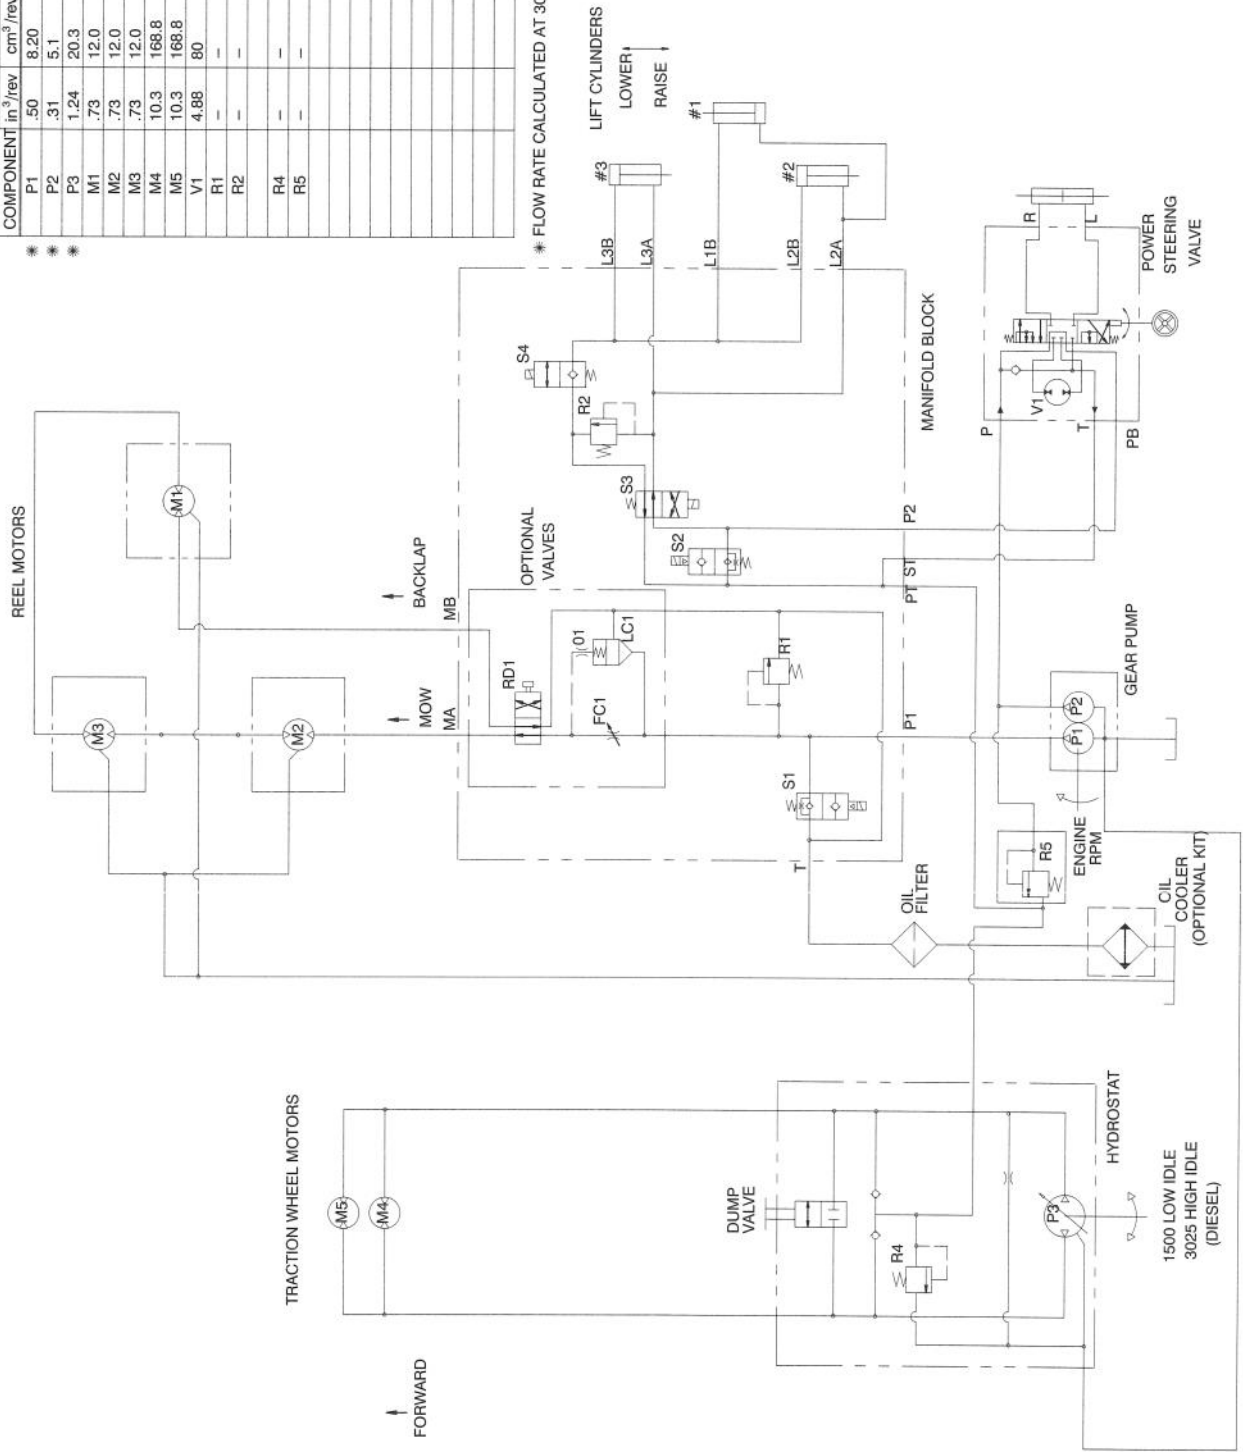 COMPONENT in³/rev cm³/rev
P1 .50 8.20
P2 .31 5.1
P3 1.24 20.3
M1 .73 12.0
M2 .73 12.0
M3 .73 12.0
M4 10.3 168.8
M5 10.3 168.8
V1 4.88 80
R1 – –
R2 – –
R4 – –
R5 – –
*
*
*
* FLOW RATE CALCULATED AT
LIFT CYLINDERS
LOWER
RAISE
#1
#3
#2
L3B
L3A
L1B
L2B
L2A
R
L
POWER
STEERING
VALVE
P
V1
T
PB
MANIFOLD BLOCK
S4
R2
S3
S2
P2
ST
PT
REEL MOTORS
M1
M3
M2
BACKLAP
MB
MOW
MA
OPTIONAL
VALVES
RD1
01
LC1
FC1
R1
P1
S1
T
GEAR PUMP
P2
P1
ENGINE
RPM
R5
OIL
FILTER
OIL
COOLER
(OPTIONAL KIT)
TRACTION WHEEL MOTORS
M5
M4
DUMP
VALVE
R4
P3
HYDROSTAT
1500 LOW IDLE
3025 HIGH IDLE
(DIESEL)
FORWARD